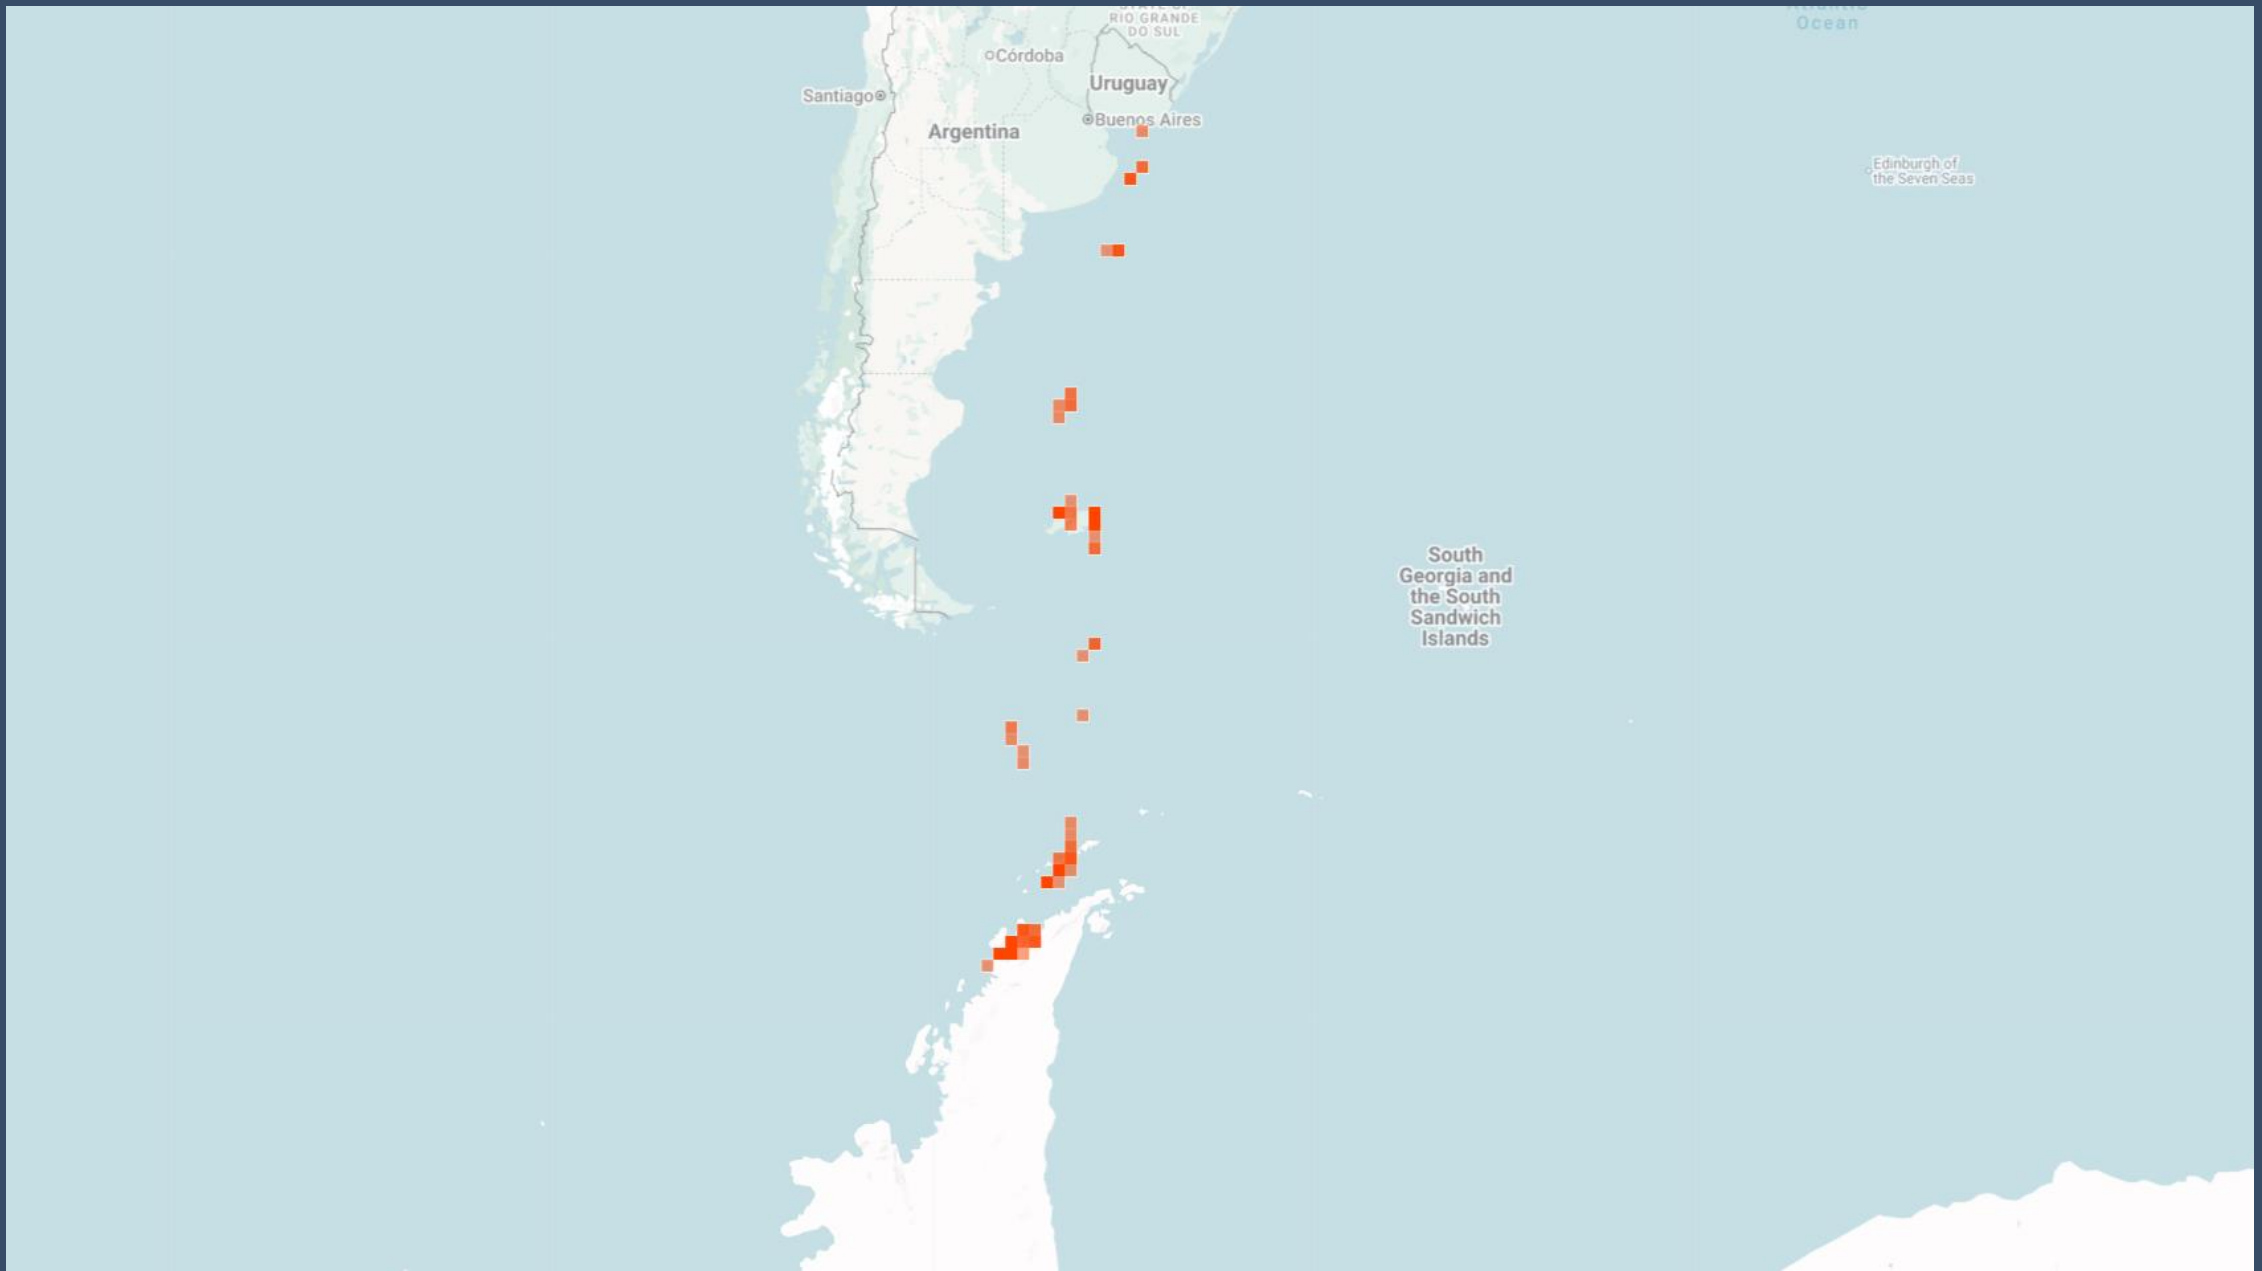 RIO GRANDE
DO SUL
Ocean
Córdoba
Uruguay
Santiago
Buenos Aires
Argentina
Edinburgh of
the Seven Seas
South
Georgia and
the South
Sandwich
Islands